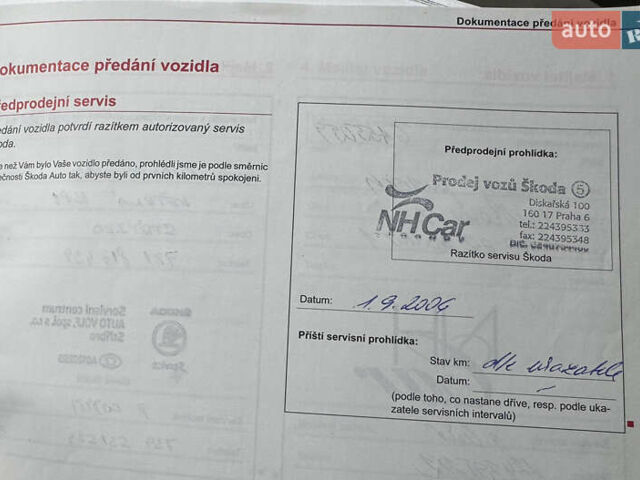 Dokumentace předání vozidla
auto
okumentace předání vozidla
ředprodejní servis
dání vozidla potvrdí razítkem autorizovaný servis
oda.
e než Vám bylo Vaše vozidlo předáno, prohlédli jsme je podle směrnic
ečnosti Škoda Auto tak, abyste byli od prvních kilometrů spokojeni.
Předprodejní prohlídka:
Prodej vozů Škoda 5
NH Car
Diskařská 100
160 17 Praha 6
tel.: 224395333
fax: 224395348
Razítko servisu Škoda
Datum: 1.9.2004
Příští servisní prohlídka:
Stav km: dle ukazatele
Datum: –
(podle toho, co nastane dříve, resp. podle uka-
zatele servisních intervalů)